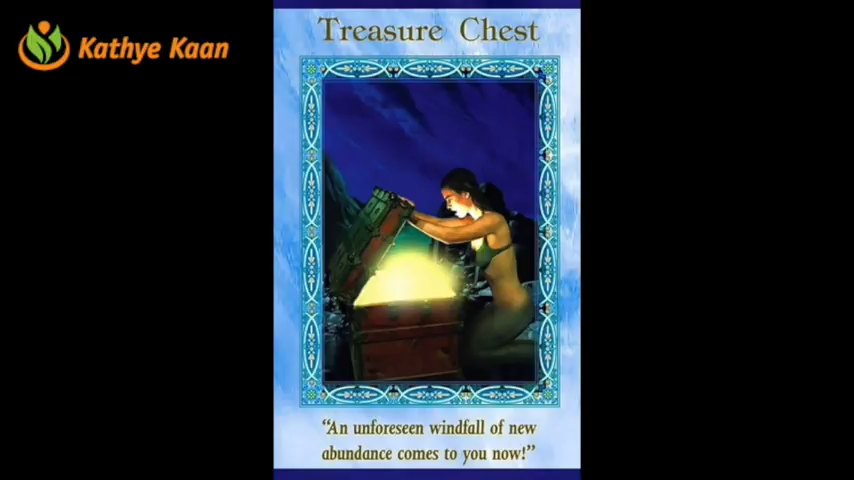 Treasure Chest
Kathye Kaan
“An unforeseen windfall of new
abundance comes to you now!”